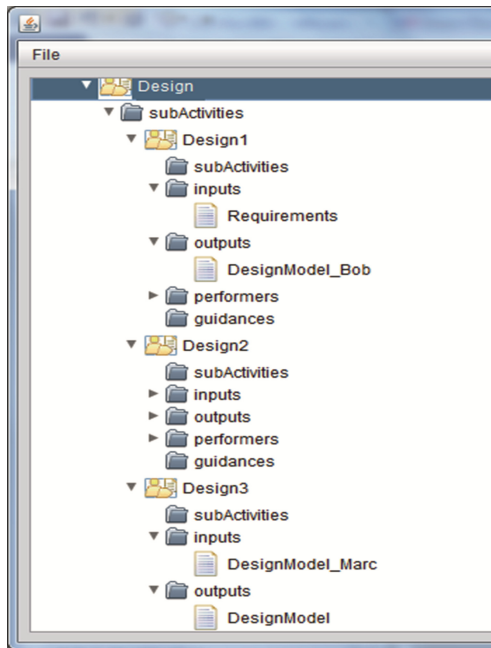 File
Design
subActivities
Design1
subActivities
inputs
Requirements
outputs
DesignModel_Bob
performers
guidances
Design2
subActivities
inputs
outputs
performers
guidances
Design3
subActivities
inputs
DesignModel_Marc
outputs
DesignModel